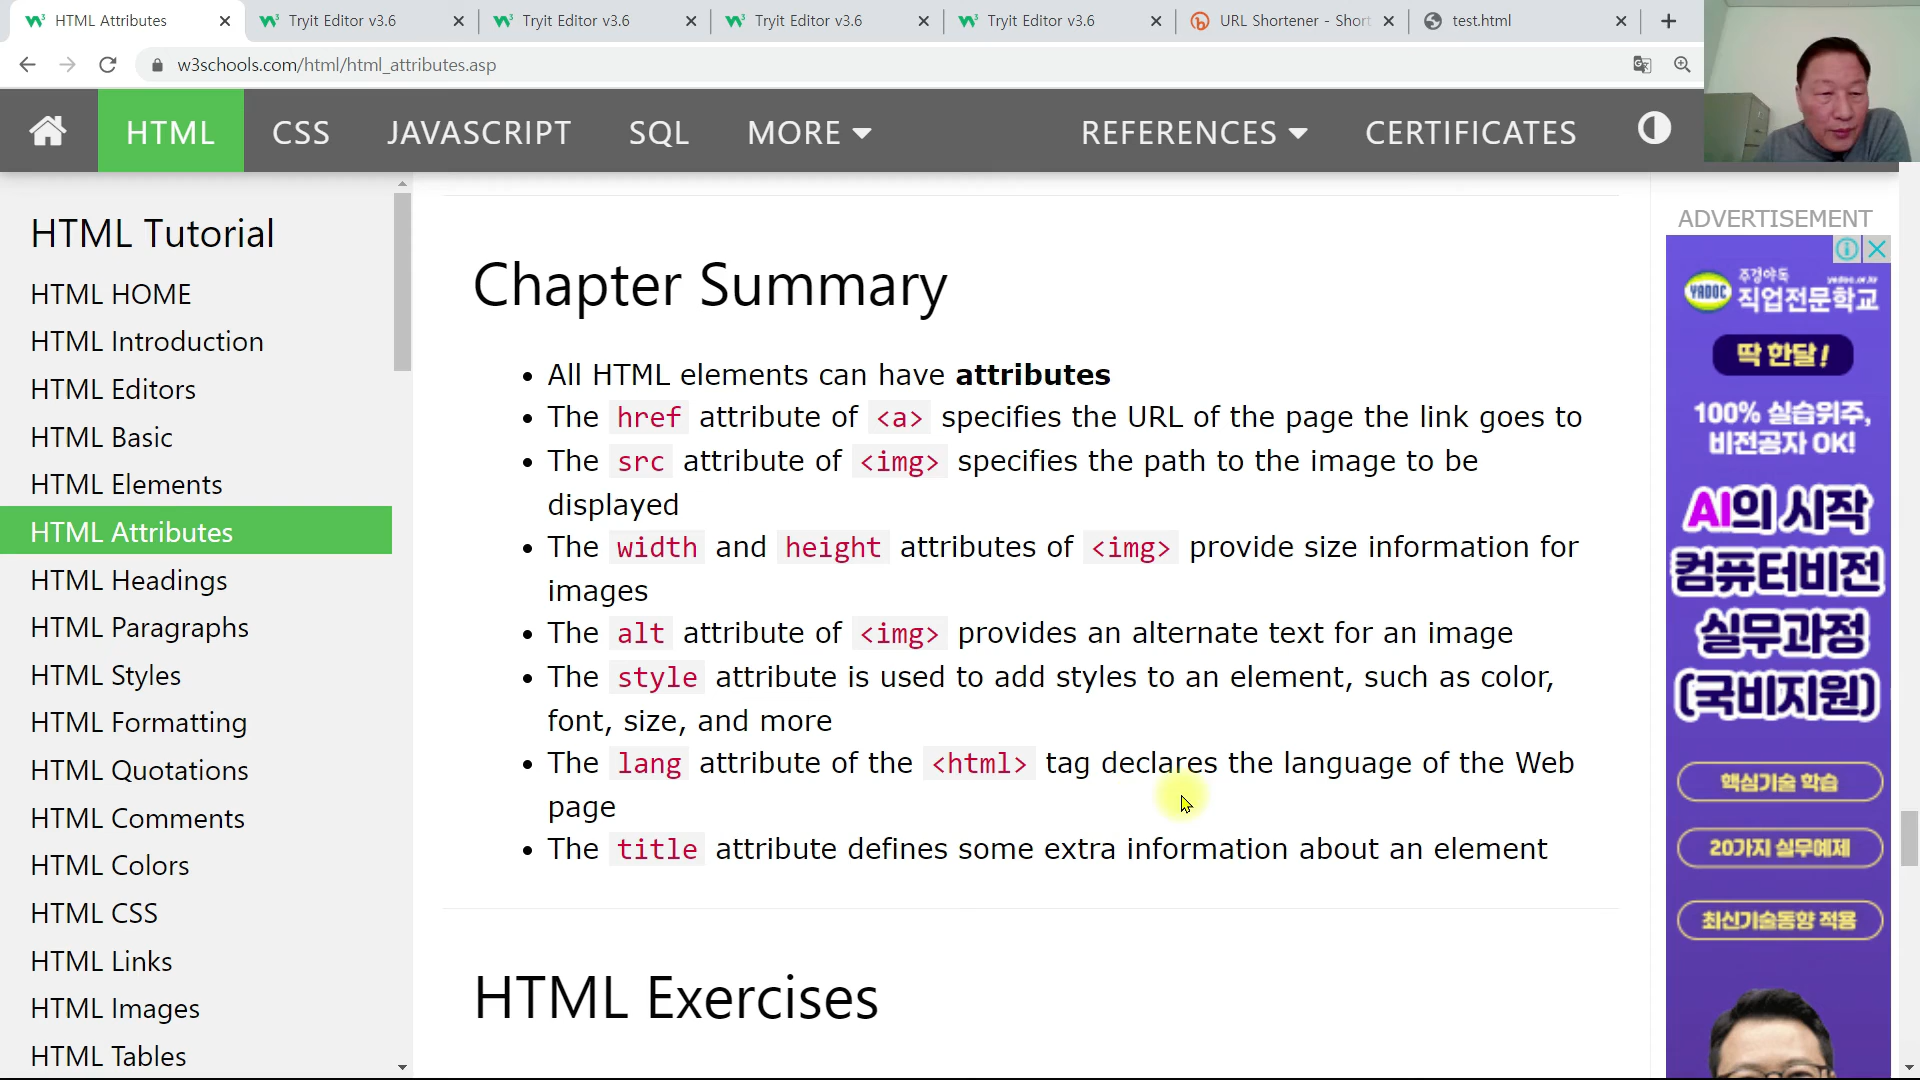 HTML Attributes
Tryit Editor v3.6
Tryit Editor v3.6
Tryit Editor v3.6
Tryit Editor v3.6
URL Shortener - Short
test.html
w3schools.com/html/html_attributes.asp
HTML
CSS
JAVASCRIPT
SQL
MORE
REFERENCES
CERTIFICATES
HTML Tutorial
HTML HOME
HTML Introduction
HTML Editors
HTML Basic
HTML Elements
HTML Attributes
HTML Headings
HTML Paragraphs
HTML Styles
HTML Formatting
HTML Quotations
HTML Comments
HTML Colors
HTML CSS
HTML Links
HTML Images
HTML Tables
Chapter Summary
All HTML elements can have attributes
The href attribute of <a> specifies the URL of the page the link goes to
The src attribute of <img> specifies the path to the image to be
displayed
The width and height attributes of <img> provide size information for
images
The alt attribute of <img> provides an alternate text for an image
The style attribute is used to add styles to an element, such as color,
font, size, and more
The lang attribute of the <html> tag declares the language of the Web
page
The title attribute defines some extra information about an element
HTML Exercises
ADVERTISEMENT
YADOC
주경야독
yadoc.or.kr
직업전문학교
딱 한달!
100% 실습위주,
비전공자 OK!
AI의 시작
컴퓨터비전
실무과정
(국비지원)
핵심기술 학습
20가지 실무예제
최신기술동향 적용